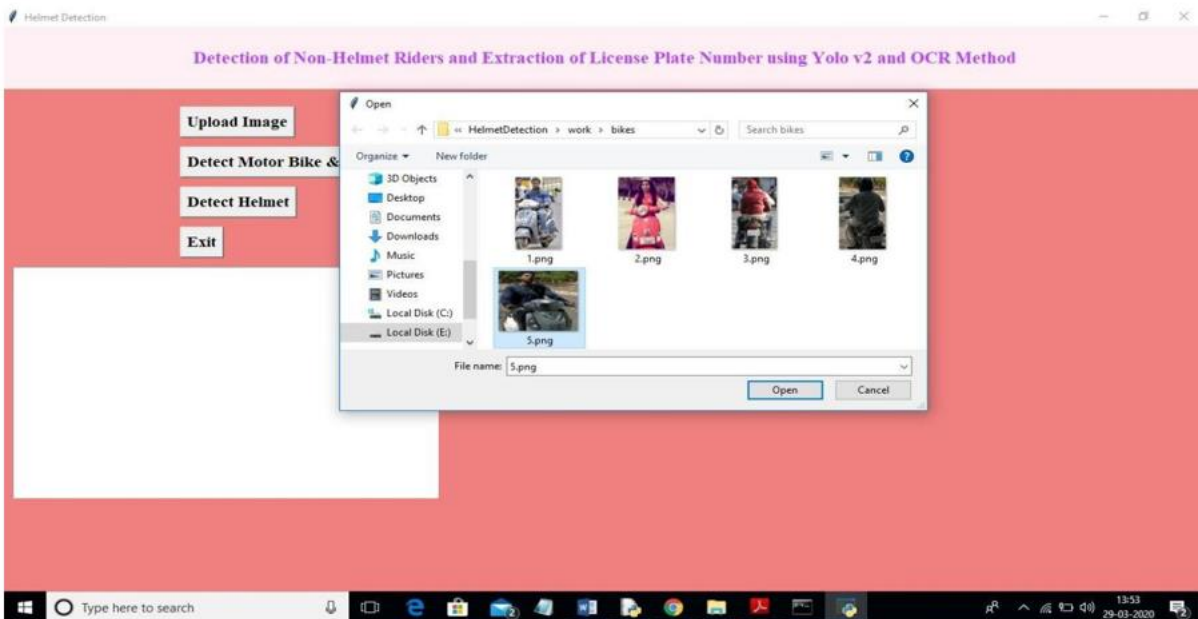 Helmet Detection
Detection of Non-Helmet Riders and Extraction of License Plate Number using Yolo v2 and OCR Method
Upload Image
Detect Motor Bike &
Detect Helmet
Exit
Open
« HelmetDetection > work > bikes
Search bikes
Organize
New folder
3D Objects
Desktop
Documents
Downloads
Music
Pictures
Videos
Local Disk (C:)
Local Disk (E:)
1.png
2.png
3.png
4.png
5.png
File name: 5.png
Open
Cancel
Type here to search
13:53
29-03-2020